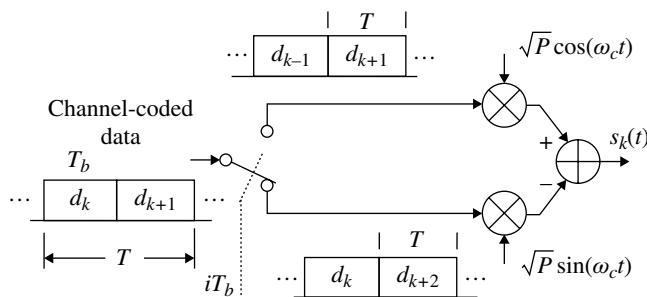 T
··· d_{k−1} d_{k+1} ···
√P cos(ω_c t)
Channel-coded
data
T_b
··· d_k d_{k+1} ···
T
iT_b
+
−
s_k(t)
T
··· d_k d_{k+2} ···
√P sin(ω_c t)